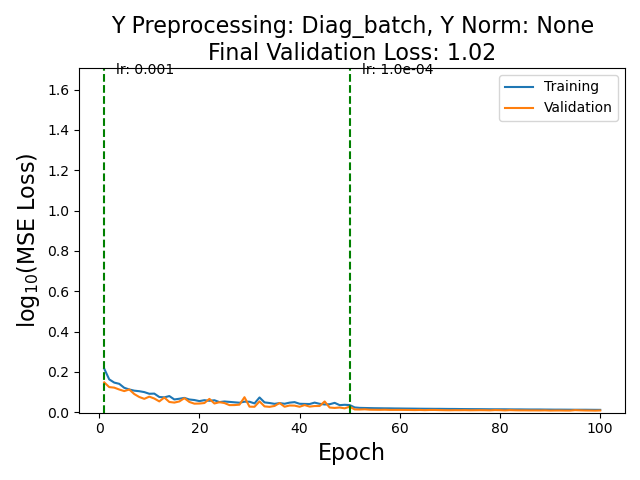 Y Preprocessing: Diag_batch, Y Norm: None
Final Validation Loss: 1.02
lr: 0.001
lr: 1.0e-04
Training
Validation
log10(MSE Loss)
1.6
1.4
1.2
1.0
0.8
0.6
0.4
0.2
0.0
0
20
40
60
80
100
Epoch